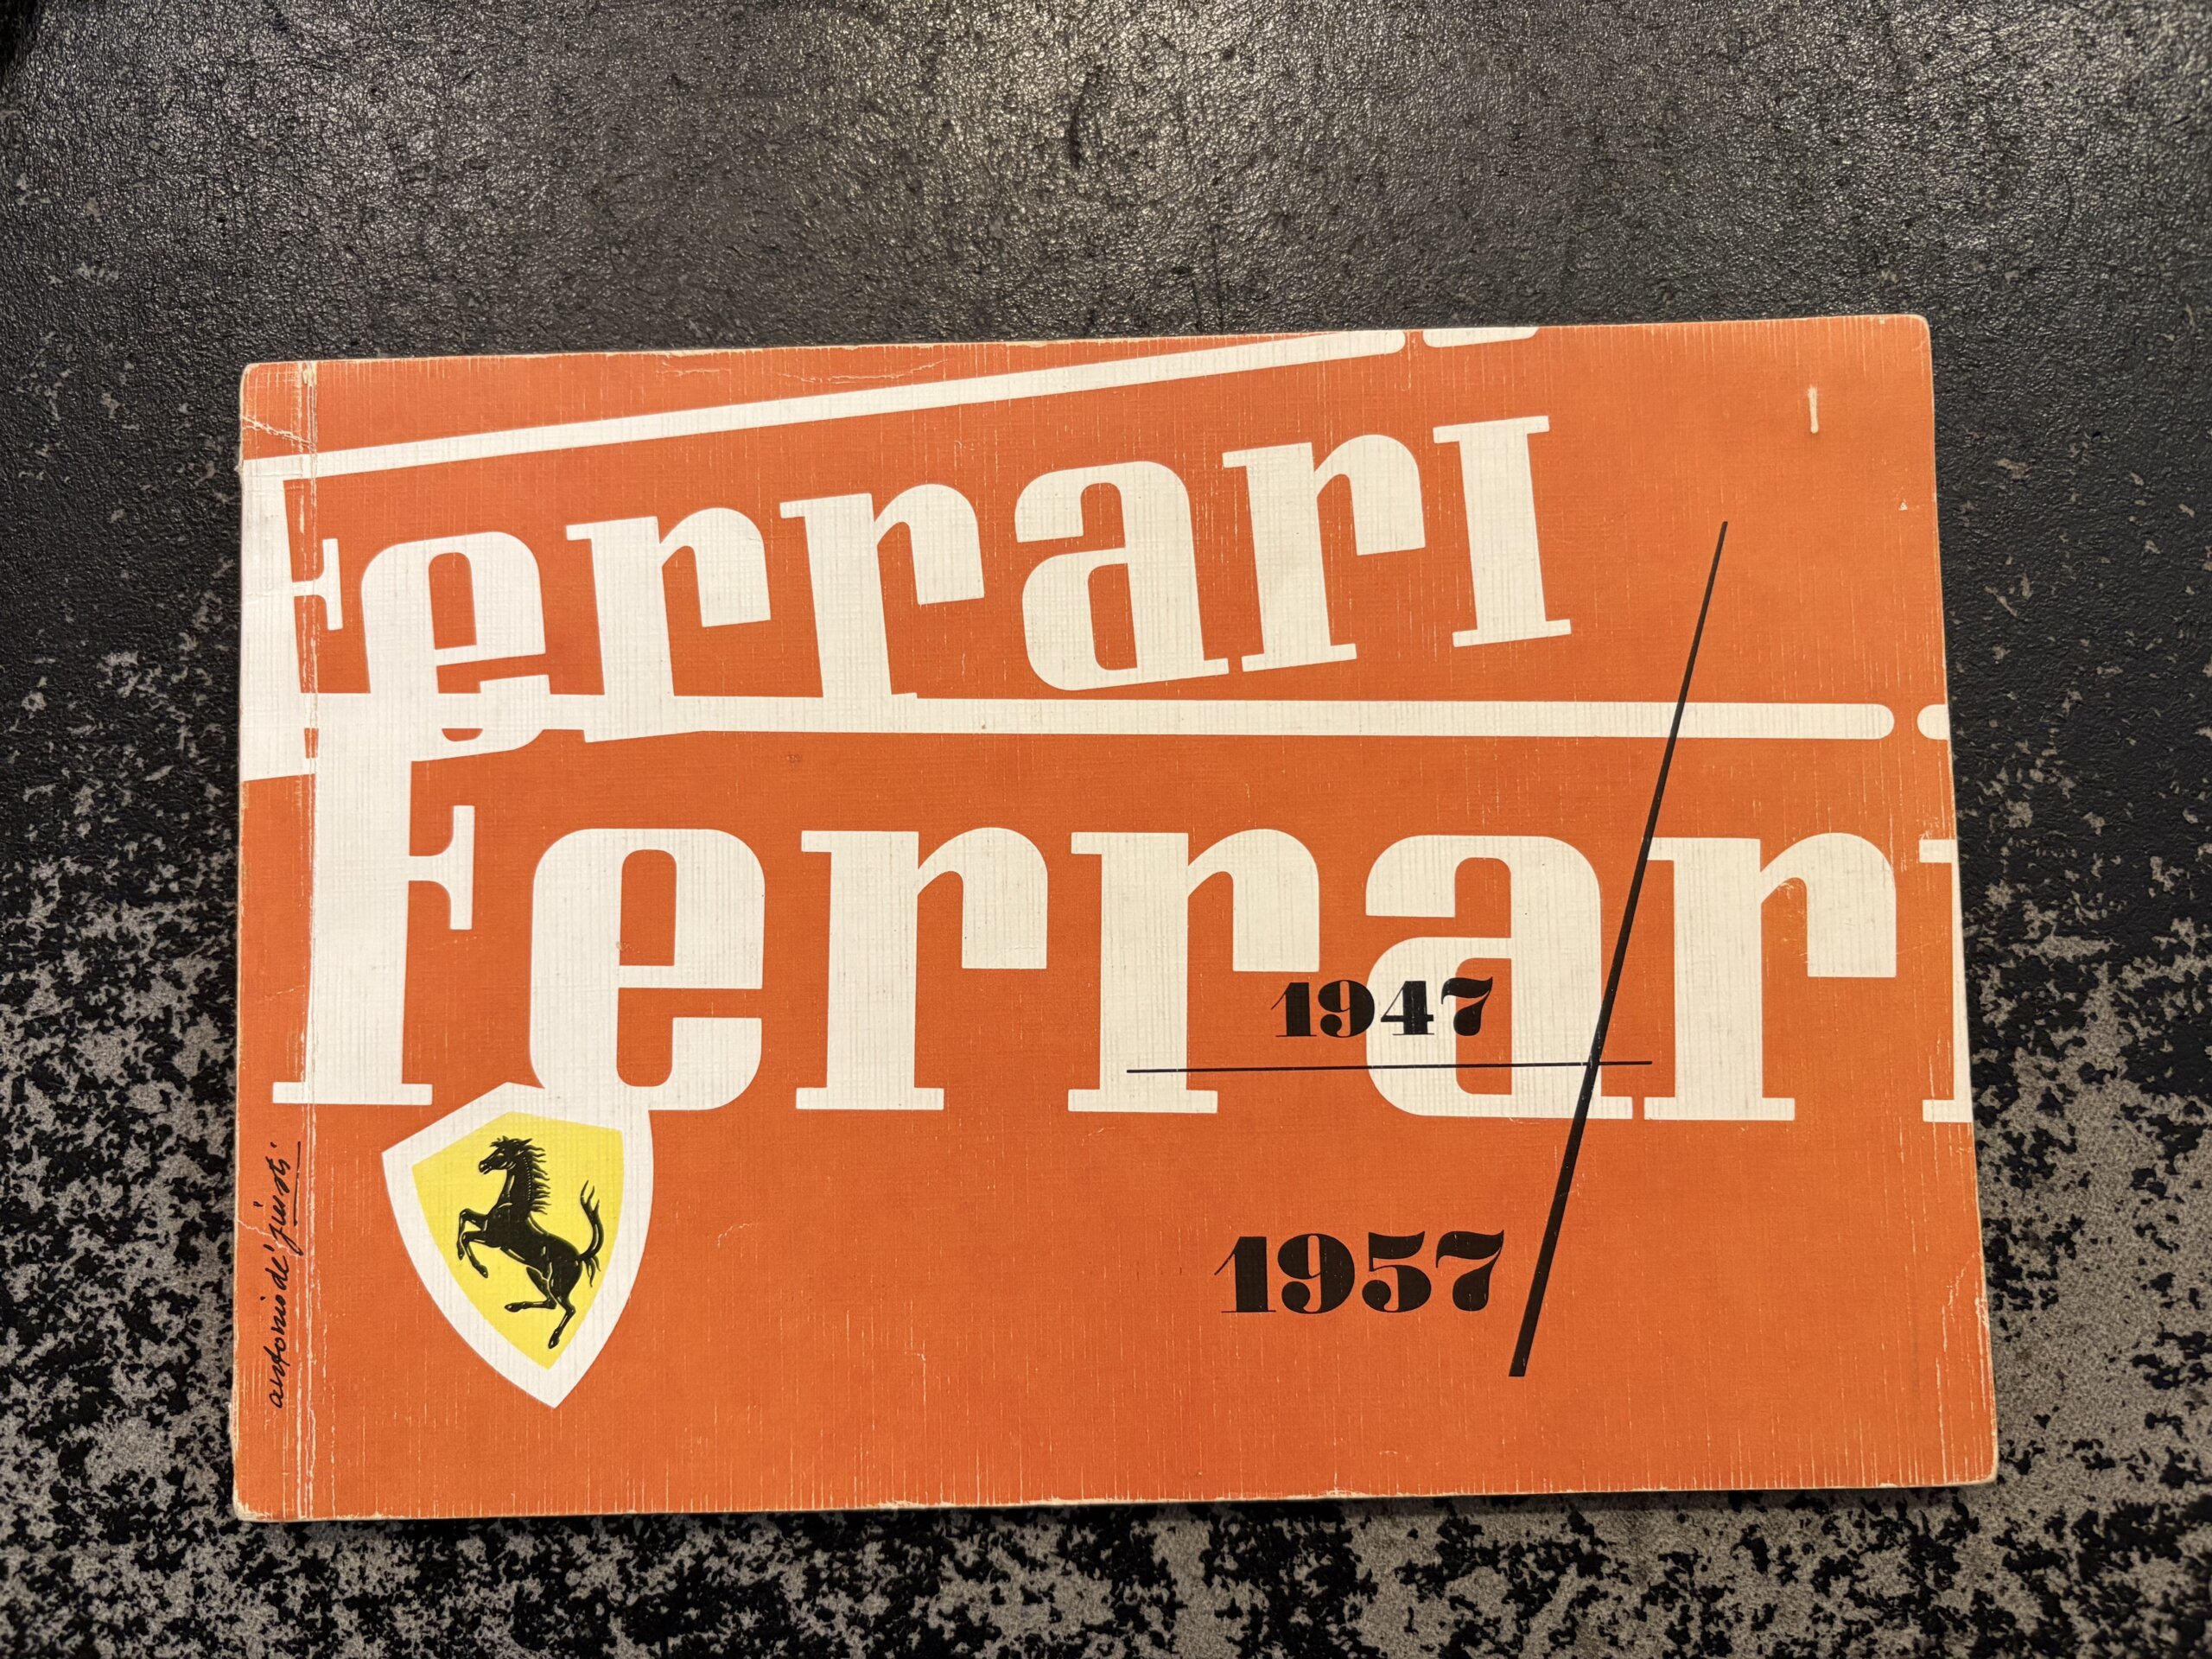 Ferrari
Ferrari
1947
1957
antonio de' giusti